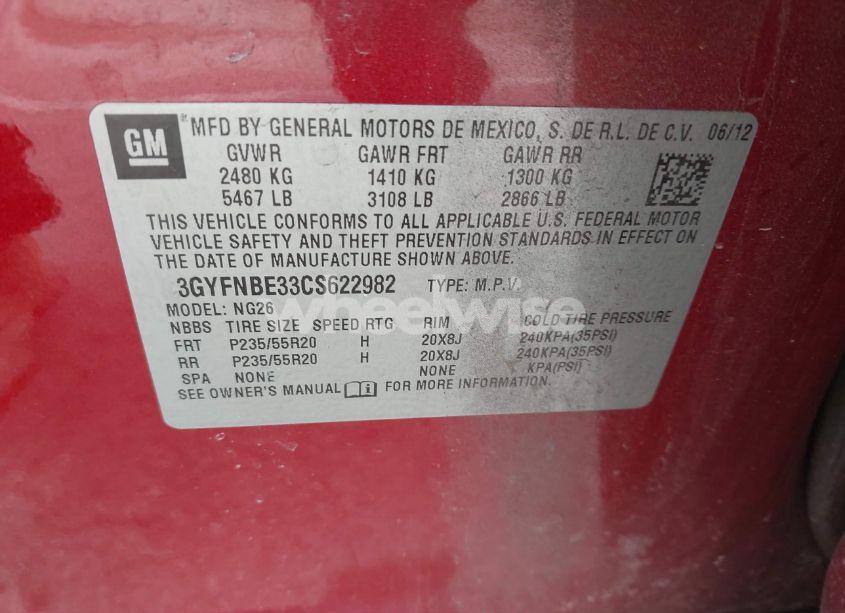 GM
MFD BY GENERAL MOTORS DE MEXICO, S. DE R.L. DE C.V. 06/12
GVWR GAWR FRT GAWR RR
2480 KG 1410 KG 1300 KG
5467 LB 3108 LB 2866 LB
THIS VEHICLE CONFORMS TO ALL APPLICABLE U.S. FEDERAL MOTOR
VEHICLE SAFETY AND THEFT PREVENTION STANDARDS IN EFFECT ON
THE DATE OF MANUFACTURE SHOWN ABOVE.
3GYFNBE33CS622982 TYPE: M.P.V.
wheelwise
MODEL: NG26
NBBS TIRE SIZE SPEED RTG RIM COLD TIRE PRESSURE
FRT P235/55R20 H 20X8J 240KPA(35PSI)
RR P235/55R20 H 20X8J 240KPA(35PSI)
SPA NONE NONE KPA(PSI)
SEE OWNER'S MANUAL FOR MORE INFORMATION.